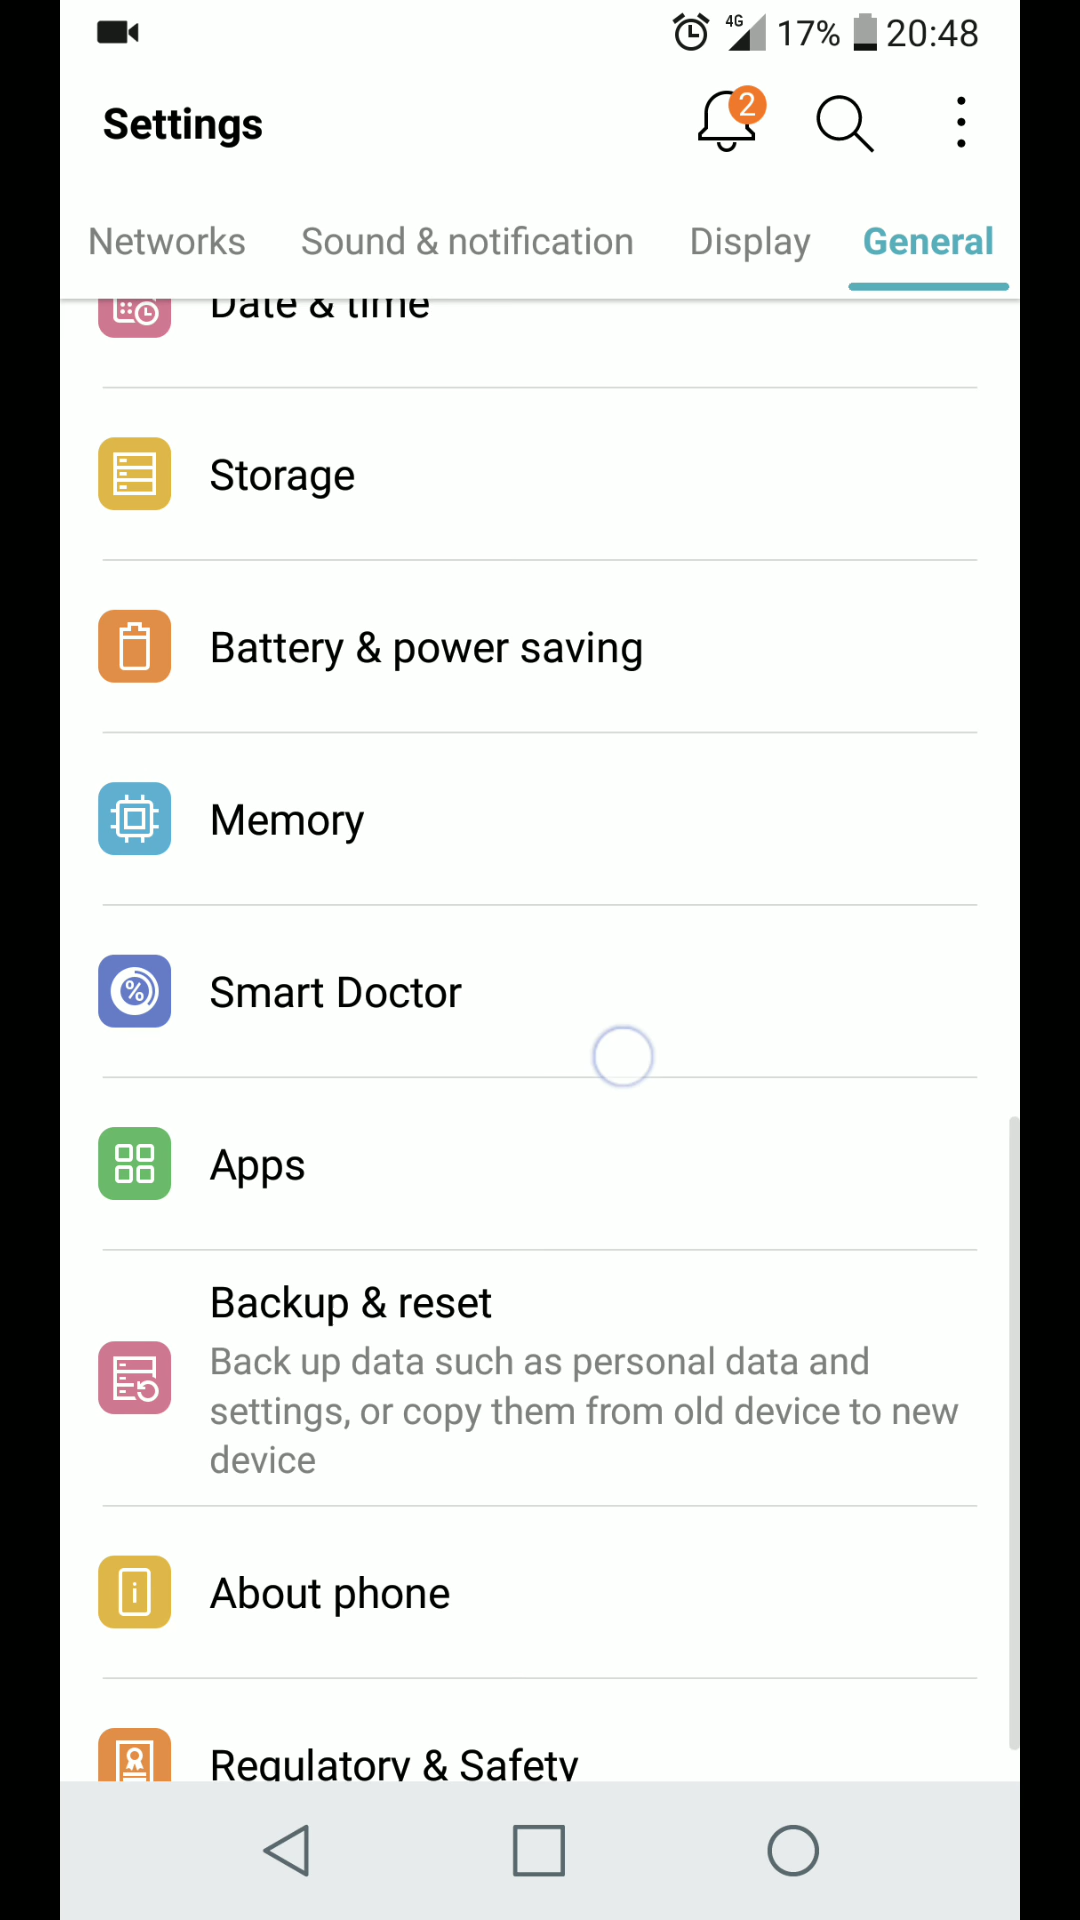 4G 17% 20:48
Settings
2
Networks Sound & notification Display General
Date & time
Storage
Battery & power saving
Memory
%
Smart Doctor
Apps
Backup & reset
Back up data such as personal data and
settings, or copy them from old device to new
device
i
About phone
Regulatory & Safety